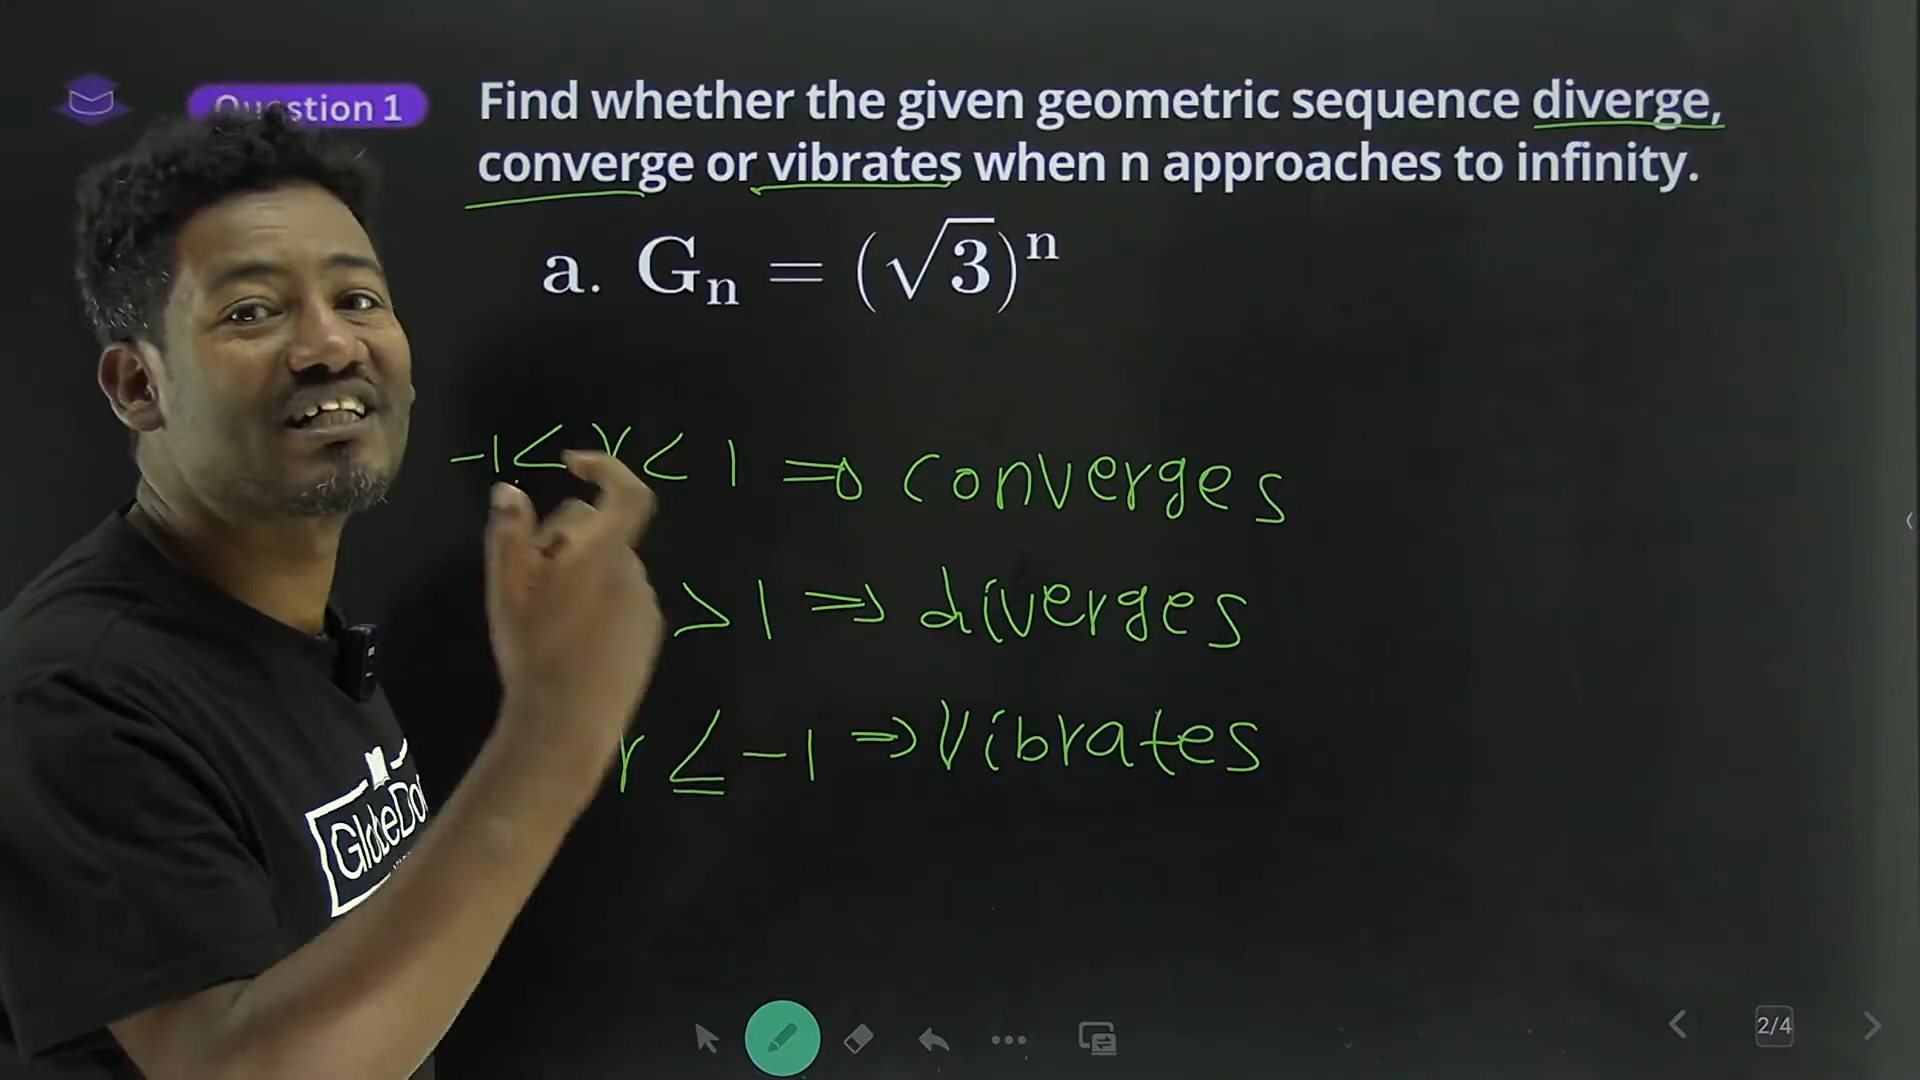 Question 1
Find whether the given geometric sequence diverge,
converge or vibrates when n approaches to infinity.
a. Gₙ = (√3)ⁿ
-1 < r < 1 ⇒ converges
> 1 ⇒ diverges
r ≤ -1 ⇒ Vibrates
2/4